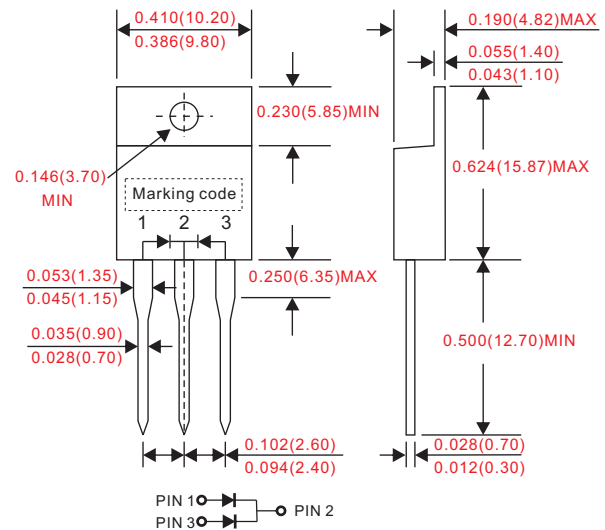 0.410(10.20)
0.386(9.80)
0.190(4.82)MAX
0.055(1.40)
0.043(1.10)
0.230(5.85)MIN
0.146(3.70)
MIN
0.624(15.87)MAX
Marking code
1 2 3
0.053(1.35)
0.045(1.15)
0.250(6.35)MAX
0.035(0.90)
0.028(0.70)
0.500(12.70)MIN
0.102(2.60)
0.094(2.40)
0.028(0.70)
0.012(0.30)
PIN 1
PIN 2
PIN 3